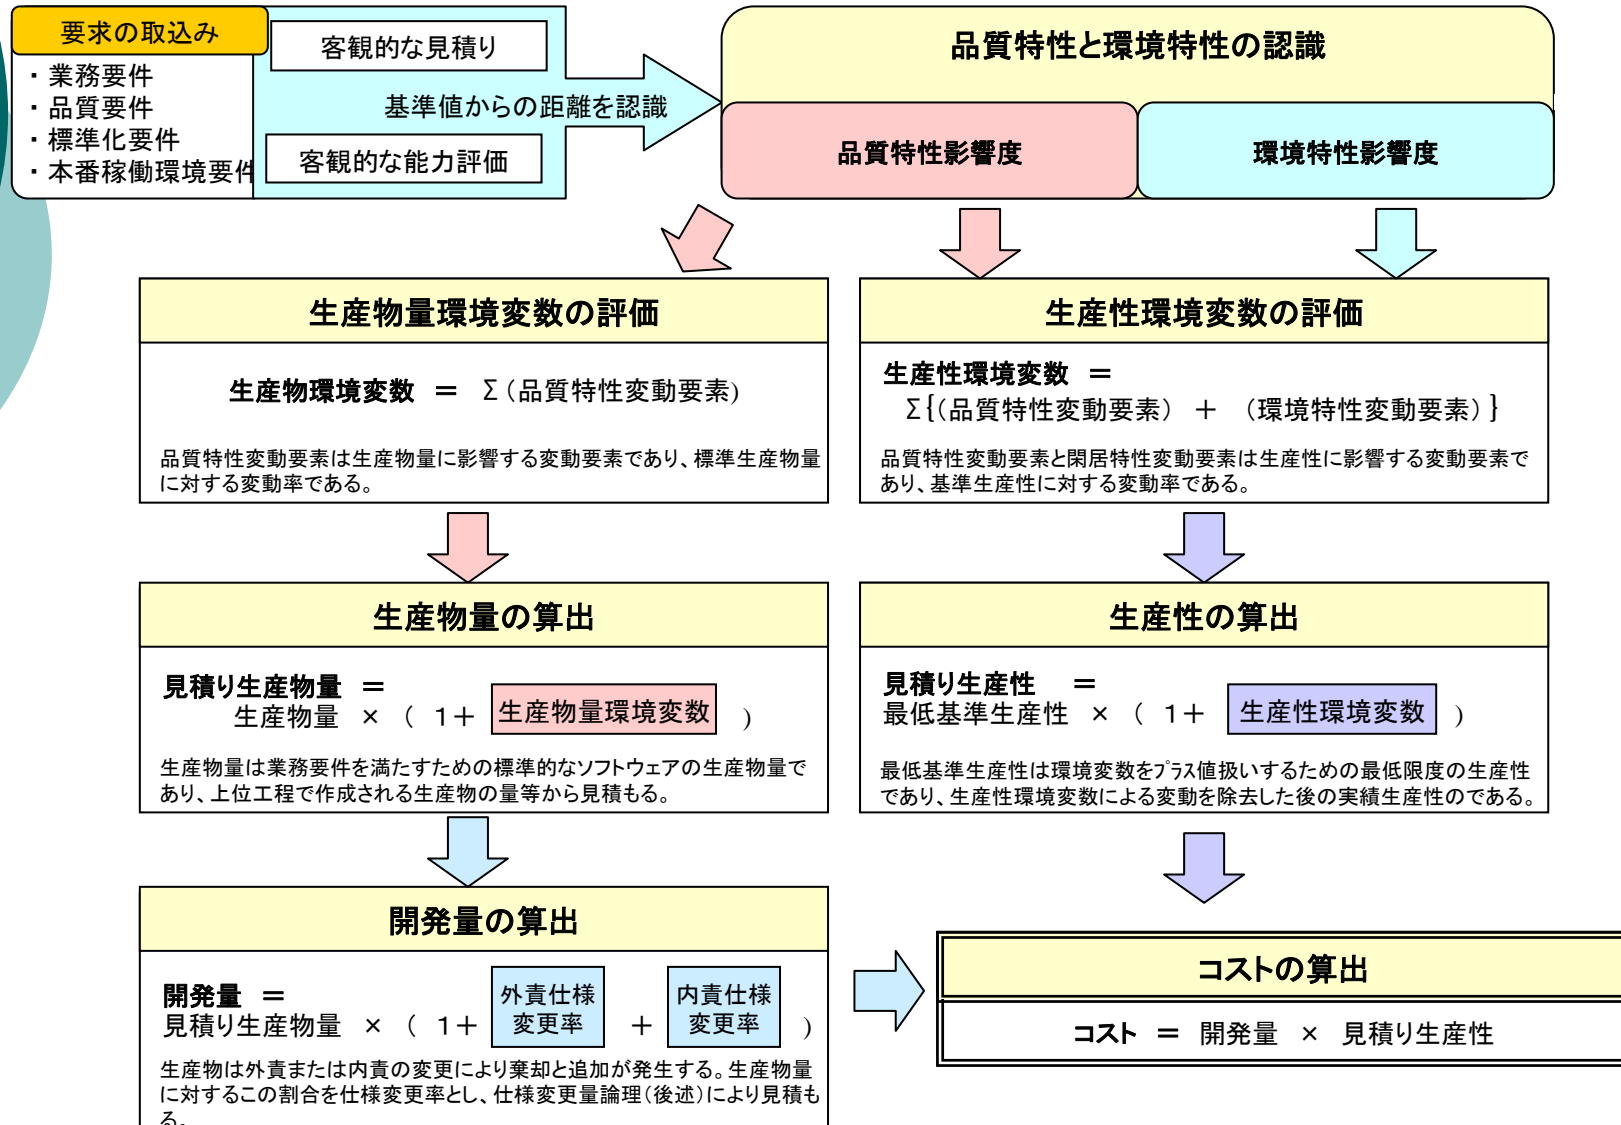 要求の取込み
・業務要件
・品質要件
・標準化要件
・本番稼働環境要件
客観的な見積り
基準値からの距離を認識
客観的な能力評価
品質特性と環境特性の認識
品質特性影響度
環境特性影響度
生産物量環境変数の評価
生産物環境変数 ＝ Σ(品質特性変動要素)
品質特性変動要素は生産物量に影響する変動要素であり、標準生産物量
に対する変動率である。
生産性環境変数の評価
生産性環境変数 ＝
Σ{(品質特性変動要素） ＋ （環境特性変動要素）}
品質特性変動要素と閑居特性変動要素は生産性に影響する変動要素で
あり、基準生産性に対する変動率である。
生産物量の算出
見積り生産物量 ＝
生産物量 × （ 1＋ 生産物量環境変数 ）
生産物量は業務要件を満たすための標準的なソフトウェアの生産物量で
あり、上位工程で作成される生産物の量等から見積もる。
生産性の算出
見積り生産性 ＝
最低基準生産性 × （ 1＋ 生産性環境変数 ）
最低基準生産性は環境変数をﾌﾟﾗｽ値扱いするための最低限度の生産性
であり、生産性環境変数による変動を除去した後の実績生産性のである。
開発量の算出
開発量 ＝
見積り生産物量 × （ 1＋ 外責仕様変更率 ＋ 内責仕様変更率 ）
生産物は外責または内責の変更により棄却と追加が発生する。生産物量
に対するこの割合を仕様変更率とし、仕様変更量論理（後述）により見積も
る。
コストの算出
コスト ＝ 開発量 × 見積り生産性